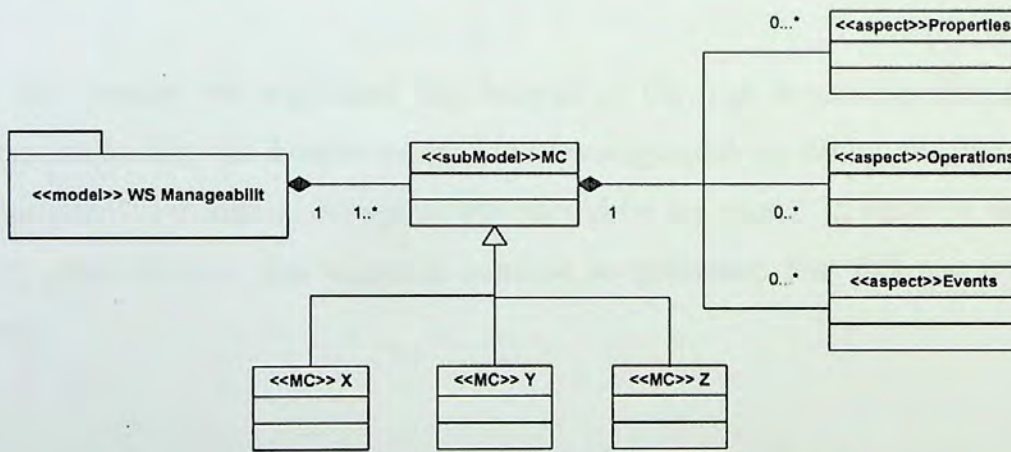 0...*
<<aspect>>Properties
<<subModel>>MC
<<aspect>>Operations
<<model>> WS Manageabilit
1
1..*
1
0..*
0...*
<<aspect>>Events
<<MC>> X
<<MC>> Y
<<MC>> Z